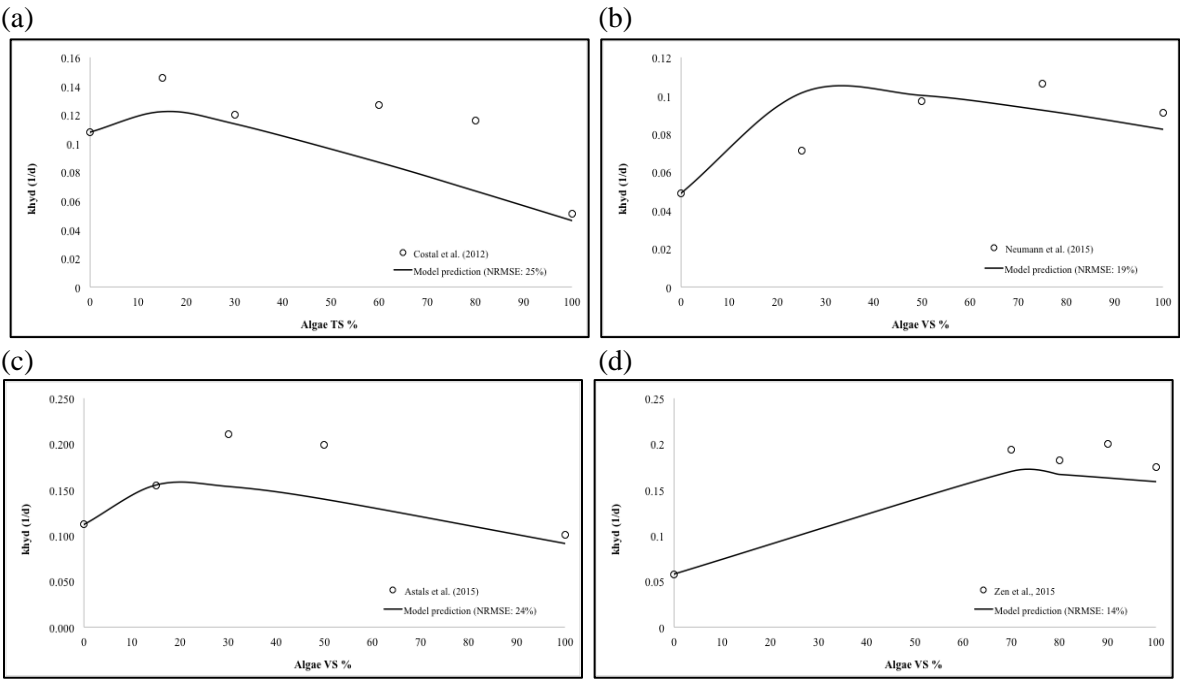 (a)
0.16
0.14
0.12
0.1
0.08
0.06
0.04
0.02
0
khyd (1/d)
0 10 20 30 40 50 60 70 80 90 100
Algae TS %
Costal et al. (2012)
Model prediction (NRMSE: 25%)
(b)
0.12
0.1
0.08
0.06
0.04
0.02
0
khyd (1/d)
0 10 20 30 40 50 60 70 80 90 100
Algae VS %
Neumann et al. (2015)
Model prediction (NRMSE: 19%)
(c)
0.250
0.200
0.150
0.100
0.050
0.000
khyd (1/d)
0 10 20 30 40 50 60 70 80 90 100
Algae VS %
Astals et al. (2015)
Model prediction (NRMSE: 24%)
(d)
0.25
0.2
0.15
0.1
0.05
0
khyd (1/d)
0 10 20 30 40 50 60 70 80 90 100
Algae VS %
Zen et al., 2015
Model prediction (NRMSE: 14%)